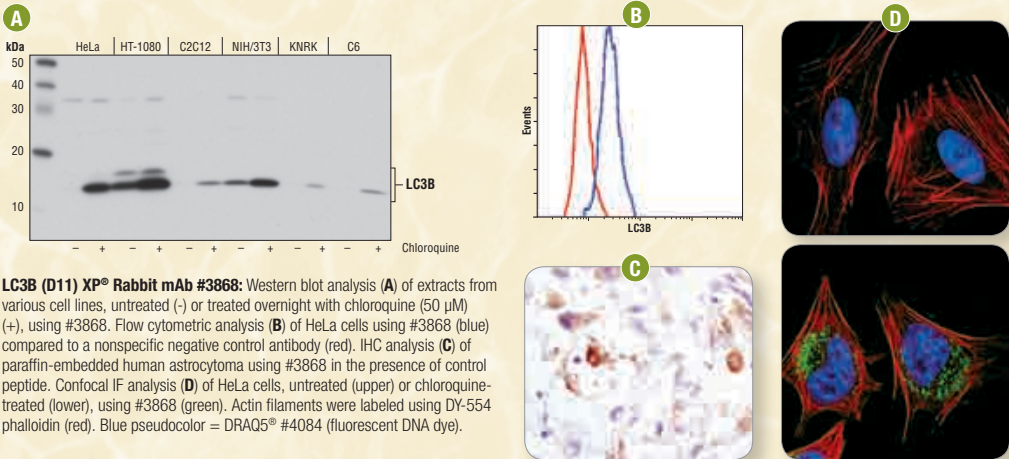 A
kDa HeLa HT-1080 C2C12 NIH/3T3 KNRK C6
50
40
30
20
10
LC3B
– + – + – + – + – + – + Chloroquine
LC3B (D11) XP® Rabbit mAb #3868: Western blot analysis (A) of extracts from
various cell lines, untreated (-) or treated overnight with chloroquine (50 µM)
(+), using #3868. Flow cytometric analysis (B) of HeLa cells using #3868 (blue)
compared to a nonspecific negative control antibody (red). IHC analysis (C) of
paraffin-embedded human astrocytoma using #3868 in the presence of control
peptide. Confocal IF analysis (D) of HeLa cells, untreated (upper) or chloroquine-
treated (lower), using #3868 (green). Actin filaments were labeled using DY-554
phalloidin (red). Blue pseudocolor = DRAQ5® #4084 (fluorescent DNA dye).
B
Events
LC3B
C
D